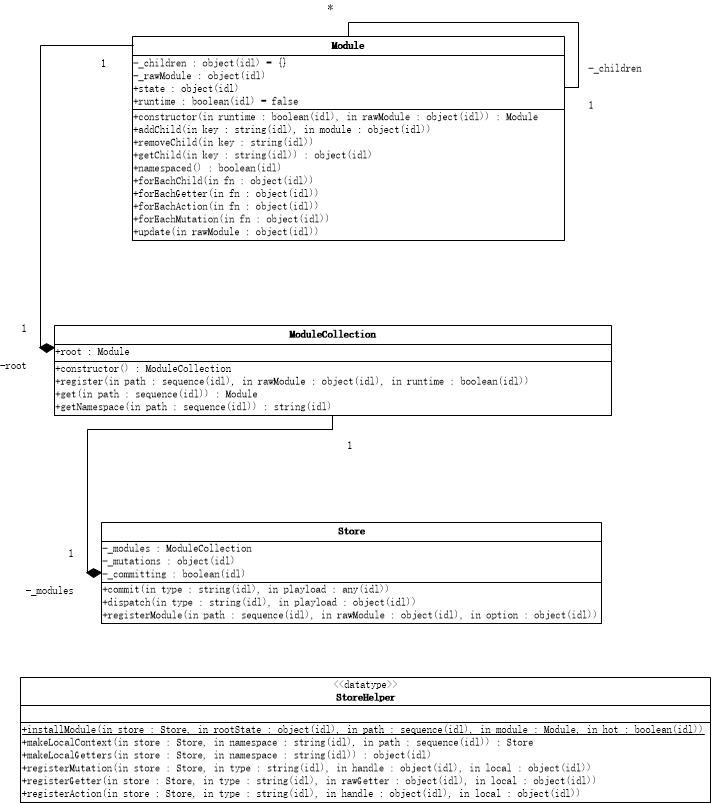 *
Module
1
-_children : object(idl) = {}
-_rawModule : object(idl)
+state : object(idl)
+runtime : boolean(idl) = false
-_children
1
+constructor(in runtime : boolean(idl), in rawModule : object(idl)) : Module
+addChild(in key : string(idl), in module : object(idl))
+removeChild(in key : string(idl))
+getChild(in key : string(idl)) : object(idl)
+namespaced() : boolean(idl)
+forEachChild(in fn : object(idl))
+forEachGetter(in fn : object(idl))
+forEachAction(in fn : object(idl))
+forEachMutation(in fn : object(idl))
+update(in rawModule : object(idl))
1
ModuleCollection
-root
+root : Module
+constructor() : ModuleCollection
+register(in path : sequence(idl), in rawModule : object(idl), in runtime : boolean(idl))
+get(in path : sequence(idl)) : Module
+getNamespace(in path : sequence(idl)) : string(idl)
1
Store
1
-_modules : ModuleCollection
-_mutations : object(idl)
-_committing : boolean(idl)
-_modules
+commit(in type : string(idl), in playload : any(idl))
+dispatch(in type : string(idl), in playload : object(idl))
+registerModule(in path : sequence(idl), in rawModule : object(idl), in option : object(idl))
<<datatype>>
StoreHelper
+installModule(in store : Store, in rootState : object(idl), in path : sequence(idl), in module : Module, in hot : boolean(idl))
+makeLocalContext(in store : Store, in namespace : string(idl), in path : sequence(idl)) : Store
+makeLocalGetters(in store : Store, in namespace : string(idl)) : object(idl)
+registerMutation(in store : Store, in type : string(idl), in handle : object(idl), in local : object(idl))
+registerGetter(in store : Store, in type : string(idl), in rawGetter : object(idl), in local : object(idl))
+registerAction(in store : Store, in type : string(idl), in handle : object(idl), in local : object(idl))